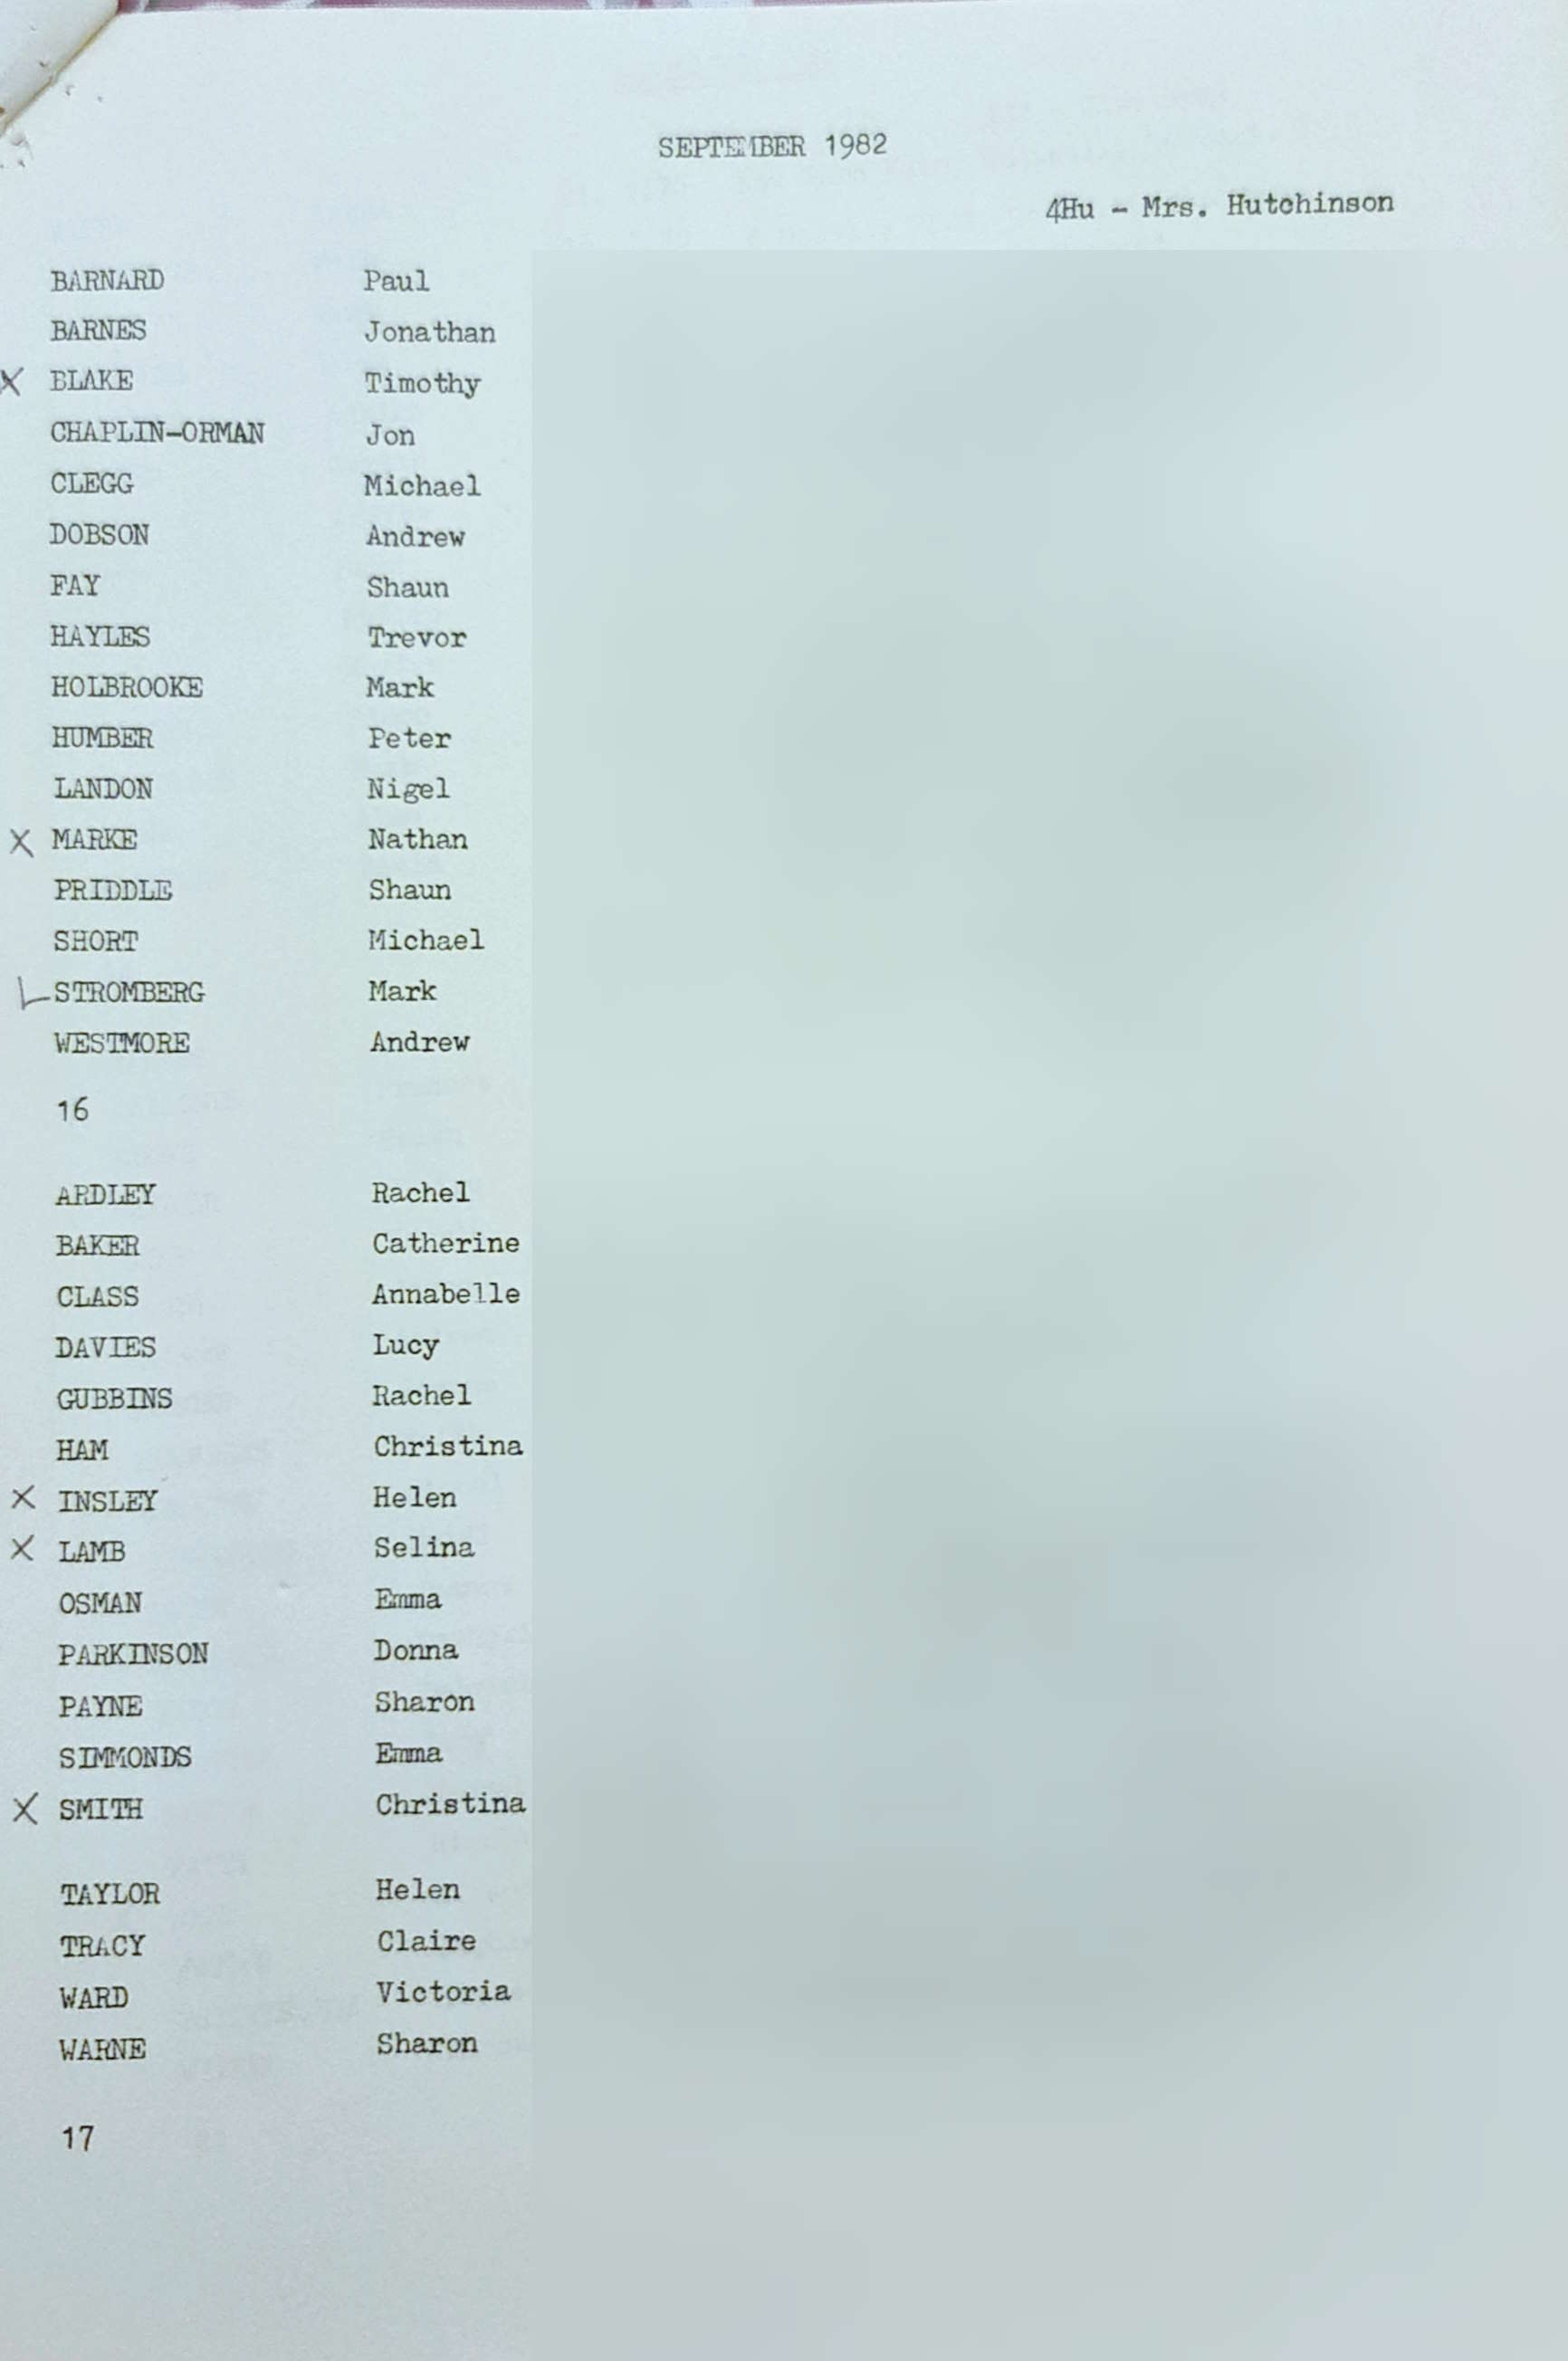 SEPTEMBER 1982
4Hu - Mrs. Hutchinson
BARNARD Paul
BARNES Jonathan
X BLAKE Timothy
CHAPLIN-ORMAN Jon
CLEGG Michael
DOBSON Andrew
FAY Shaun
HAYLES Trevor
HOLBROOKE Mark
HUMBER Peter
LANDON Nigel
X MARKE Nathan
PRIDDLE Shaun
SHORT Michael
L STROMBERG Mark
WESTMORE Andrew
16
ARDLEY Rachel
BAKER Catherine
CLASS Annabelle
DAVIES Lucy
GUBBINS Rachel
HAM Christina
X INSLEY Helen
X LAMB Selina
OSMAN Emma
PARKINSON Donna
PAYNE Sharon
SIMMONDS Emma
X SMITH Christina
TAYLOR Helen
TRACY Claire
WARD Victoria
WARNE Sharon
17